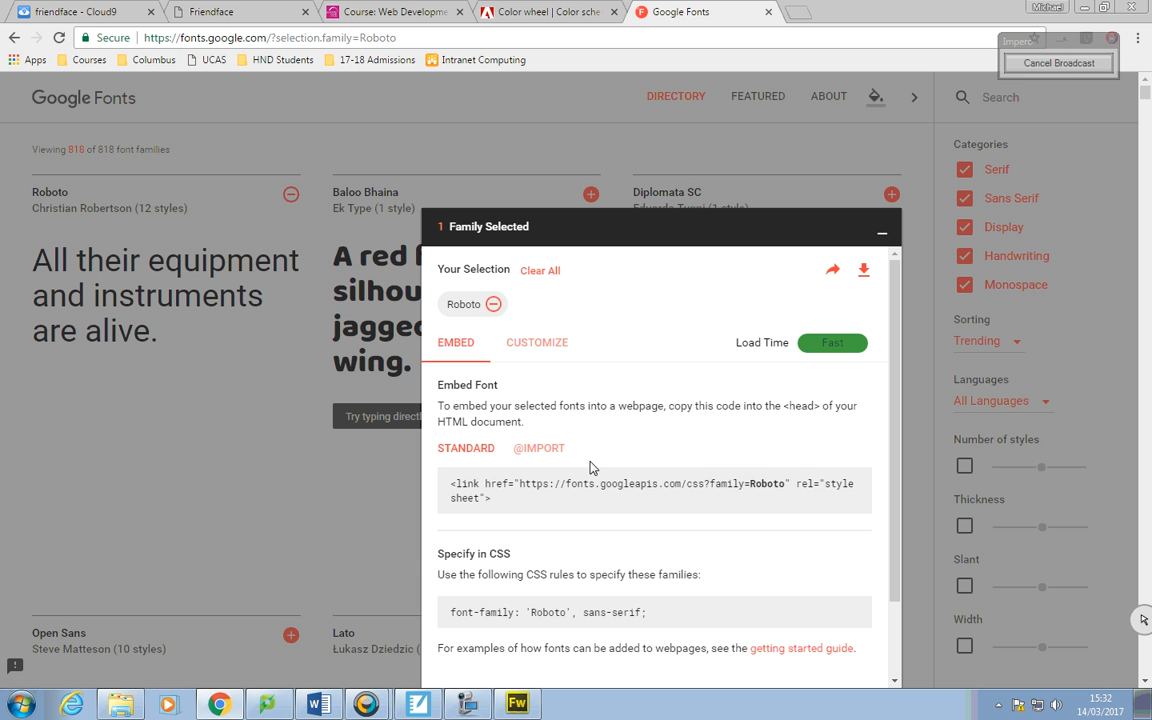 friendface - Cloud9
Friendface
Course: Web Developme
Color wheel | Color sche
Google Fonts
Michael
Secure
https://fonts.google.com/?selection.family=Roboto
Apps
Courses
Columbus
UCAS
HND Students
17-18 Admissions
Intranet Computing
Impero
Cancel Broadcast
Google Fonts
DIRECTORY
FEATURED
ABOUT
Search
Viewing 818 of 818 font families
Roboto
Christian Robertson (12 styles)
All their equipment
and instruments
are alive.
Baloo Bhaina
Ek Type (1 style)
A red f
silhou
jagged
wing.
Try typing direct
Diplomata SC
Eduardo Tunni (1 style)
1 Family Selected
Your Selection
Clear All
Roboto
EMBED
CUSTOMIZE
Load Time
Fast
Embed Font
To embed your selected fonts into a webpage, copy this code into the <head> of your
HTML document.
STANDARD
@IMPORT
<link href="https://fonts.googleapis.com/css?family=Roboto" rel="style
sheet">
Specify in CSS
Use the following CSS rules to specify these families:
font-family: 'Roboto', sans-serif;
For examples of how fonts can be added to webpages, see the getting started guide.
Categories
Serif
Sans Serif
Display
Handwriting
Monospace
Sorting
Trending
Languages
All Languages
Number of styles
Thickness
Slant
Width
Open Sans
Steve Matteson (10 styles)
Lato
Łukasz Dziedzic (
Fw
15:32
14/03/2017